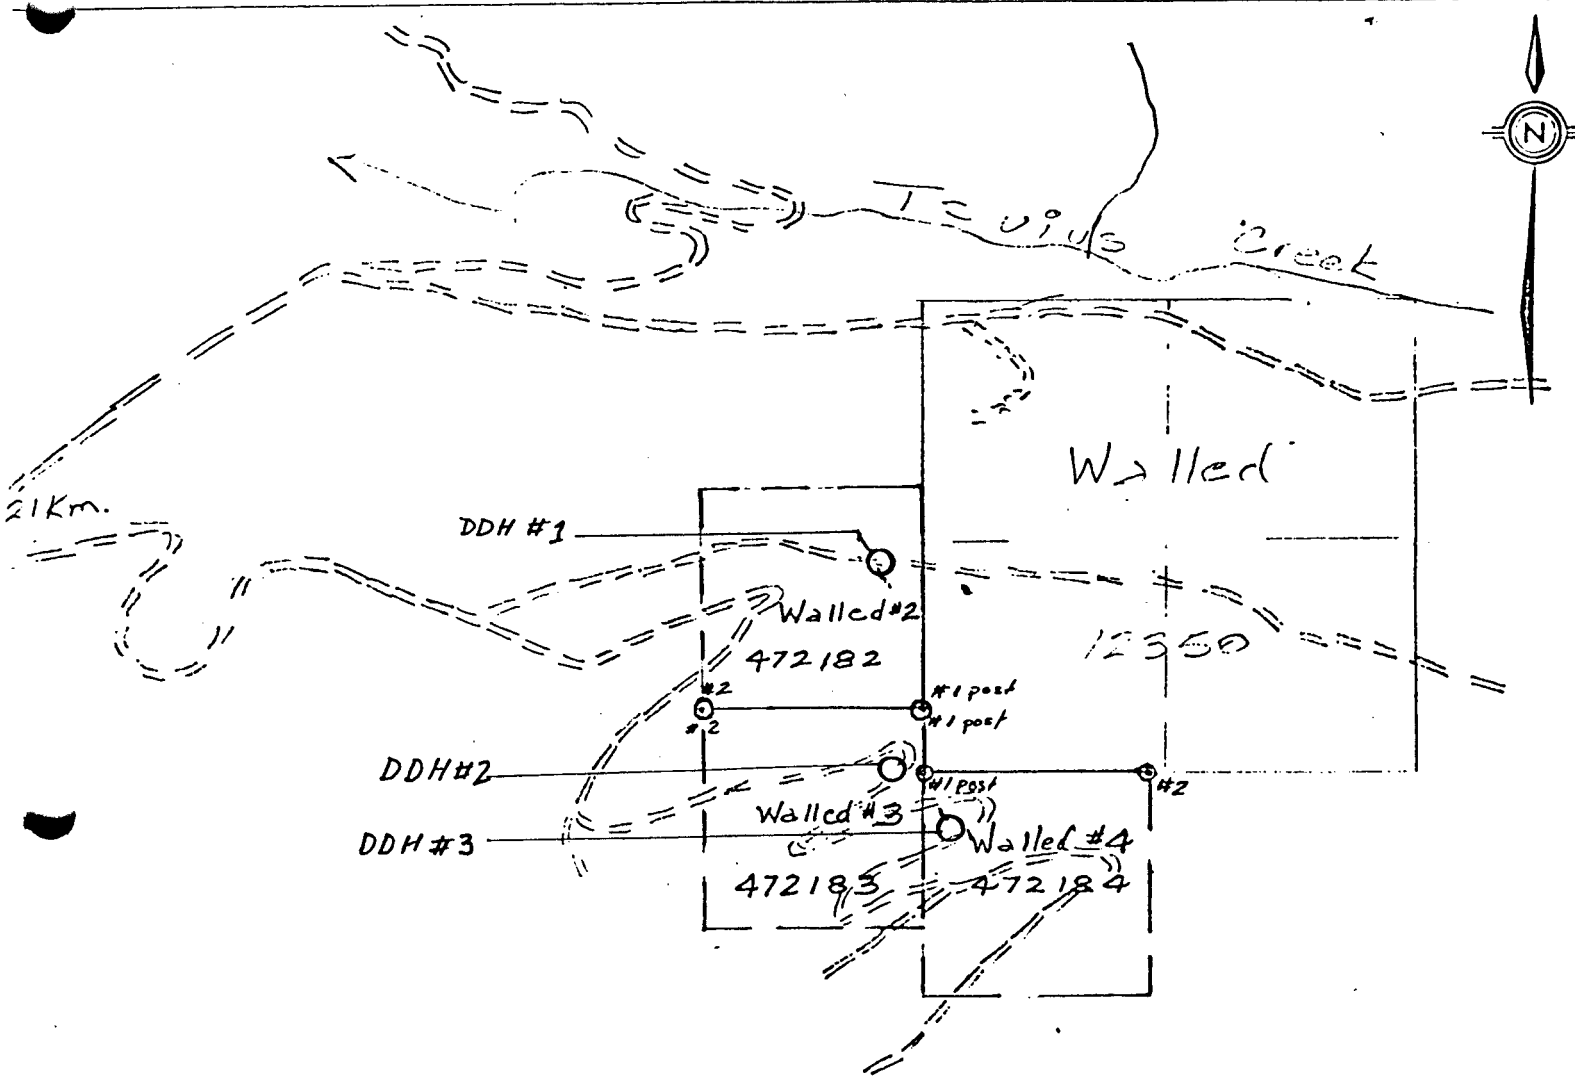 N
Creek
Walled
21Km.
DDH #1
Walled #2
12350
472182
#2
#1 post
#2
#1 post
DDH #2
#1 post
#2
Walled #3
DDH #3
Walled #4
472183
472184